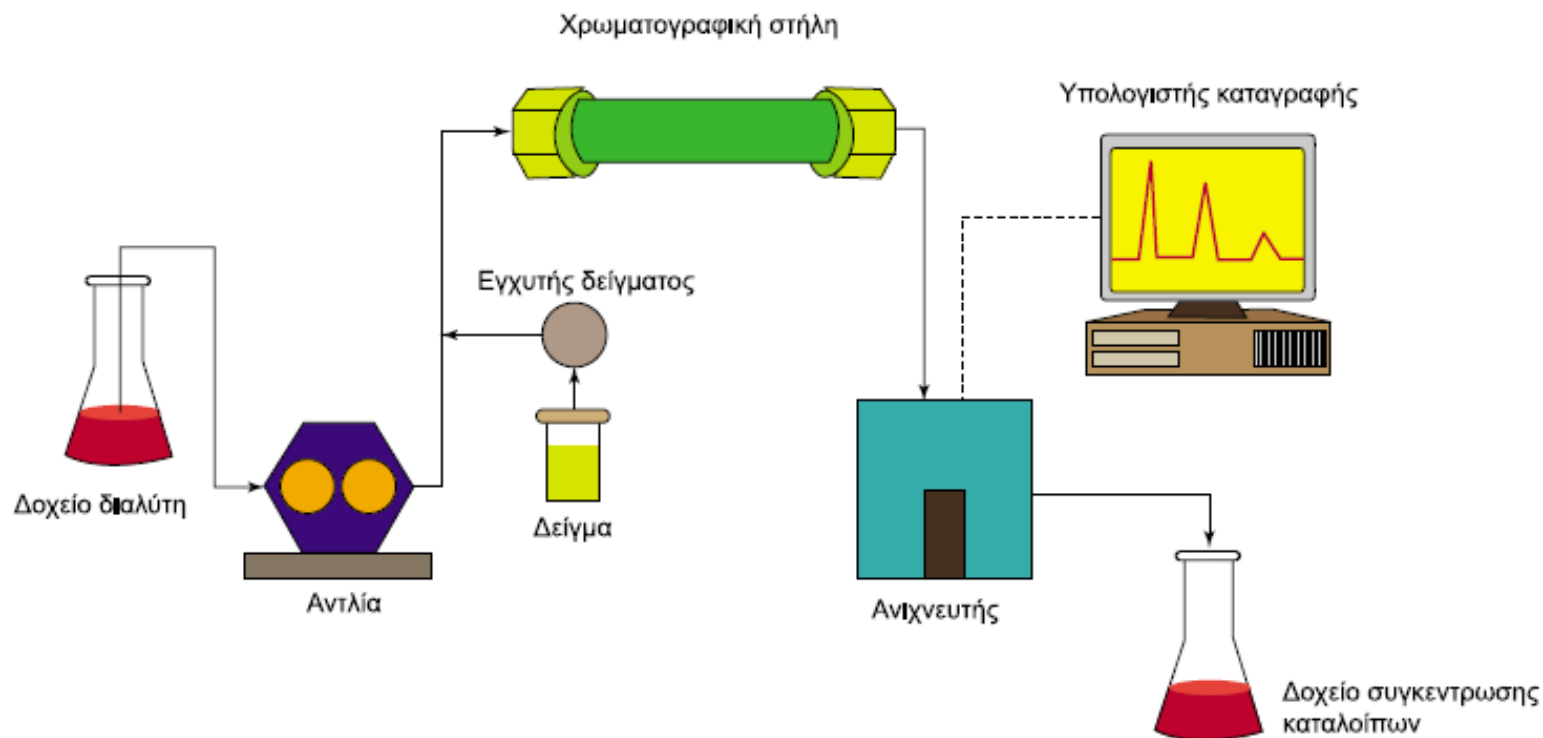 Χρωματογραφική στήλη
Υπολογιστής καταγραφής
Εγχυτής δείγματος
Δοχείο διαλύτη
Δείγμα
Αντλία
Ανιχνευτής
Δοχείο συγκεντρωσης
καταλοίπων